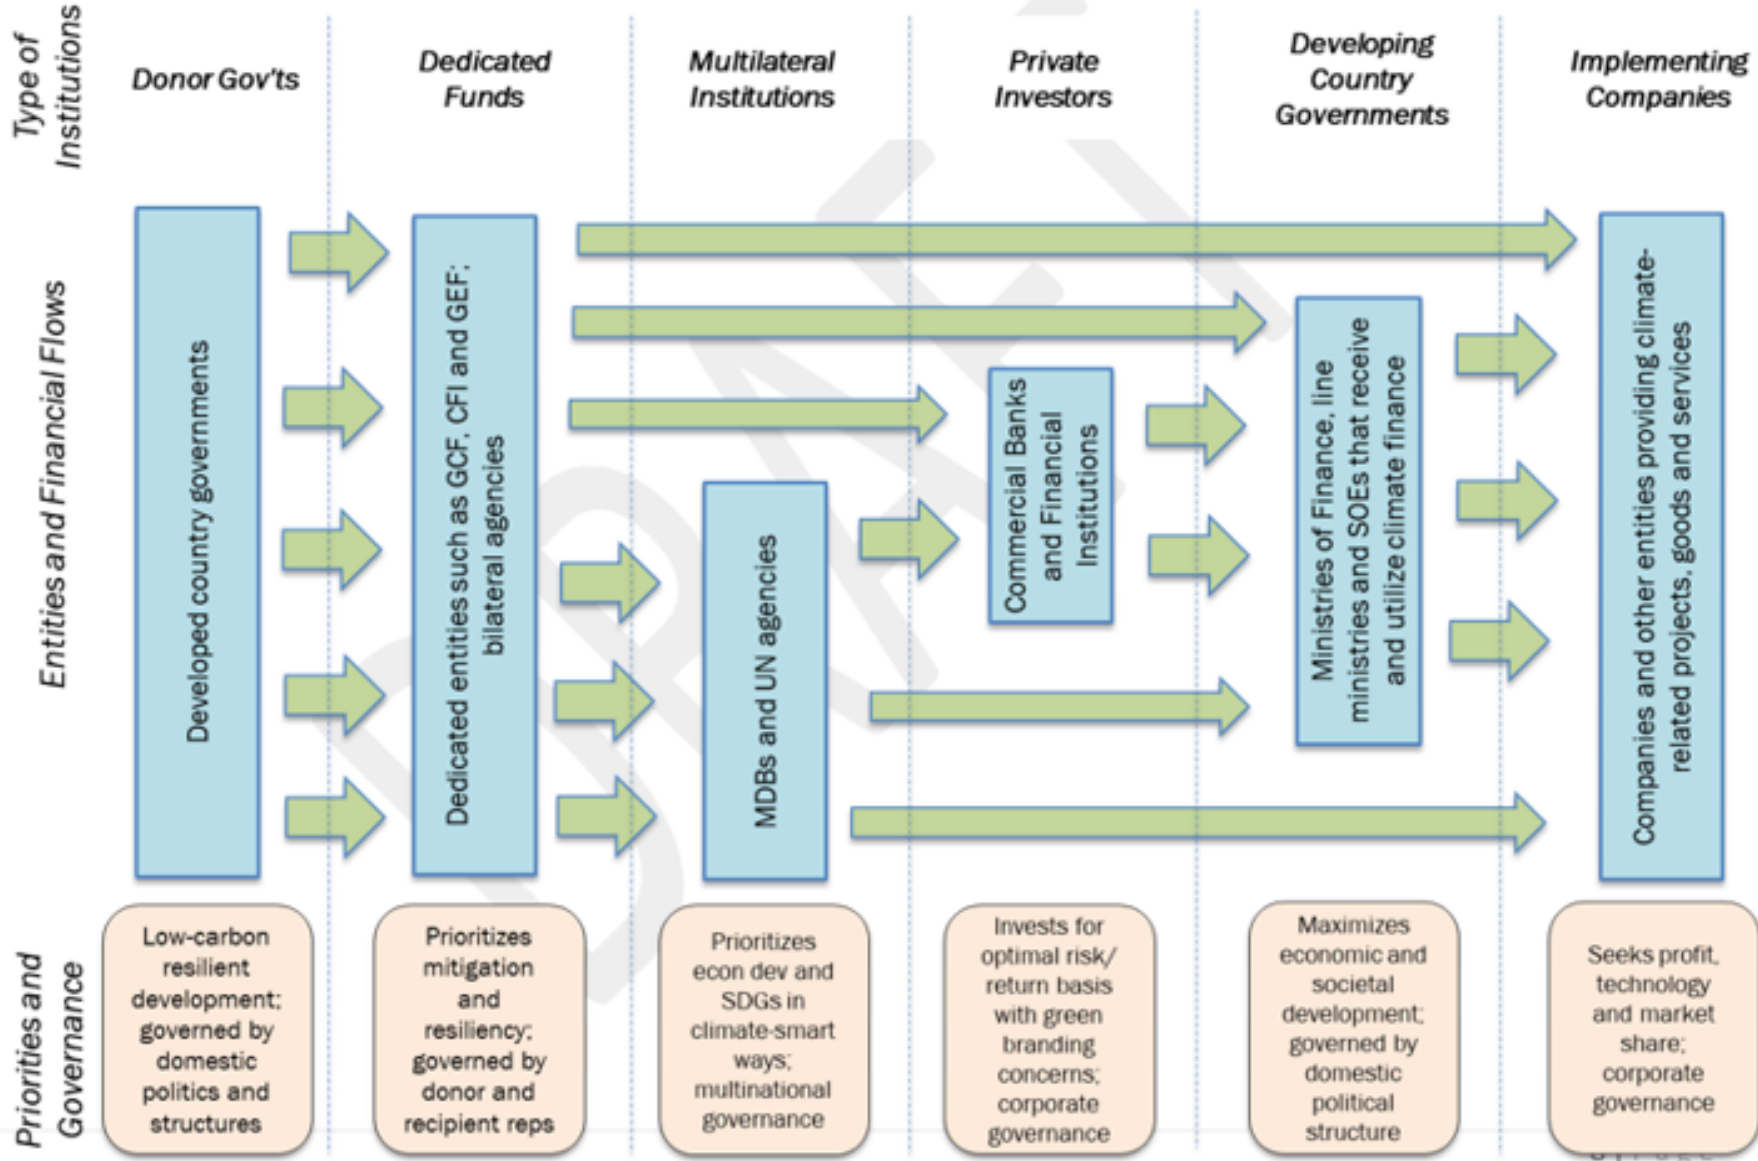 Type of
Institutions
Donor Gov'ts
Dedicated
Funds
Multilateral
Institutions
Private
Investors
Developing
Country
Governments
Implementing
Companies
Entities and Financial Flows
Developed country governments
Dedicated entities such as GCF, CFI and GEF;
bilateral agencies
MDBs and UN agencies
Commercial Banks
and Financial
Institutions
Ministries of Finance, line
ministries and SOEs that receive
and utilize climate finance
Companies and other entities providing climate-
related projects, goods and services
Priorities and
Governance
Low-carbon
resilient
development;
governed by
domestic
politics and
structures
Prioritizes
mitigation
and
resiliency;
governed by
donor and
recipient reps
Prioritizes
econ dev and
SDGs in
climate-smart
ways;
multinational
governance
Invests for
optimal risk/
return basis
with green
branding
concerns;
corporate
governance
Maximizes
economic and
societal
development;
governed by
domestic
political
structure
Seeks profit,
technology
and market
share;
corporate
governance
DRAFT